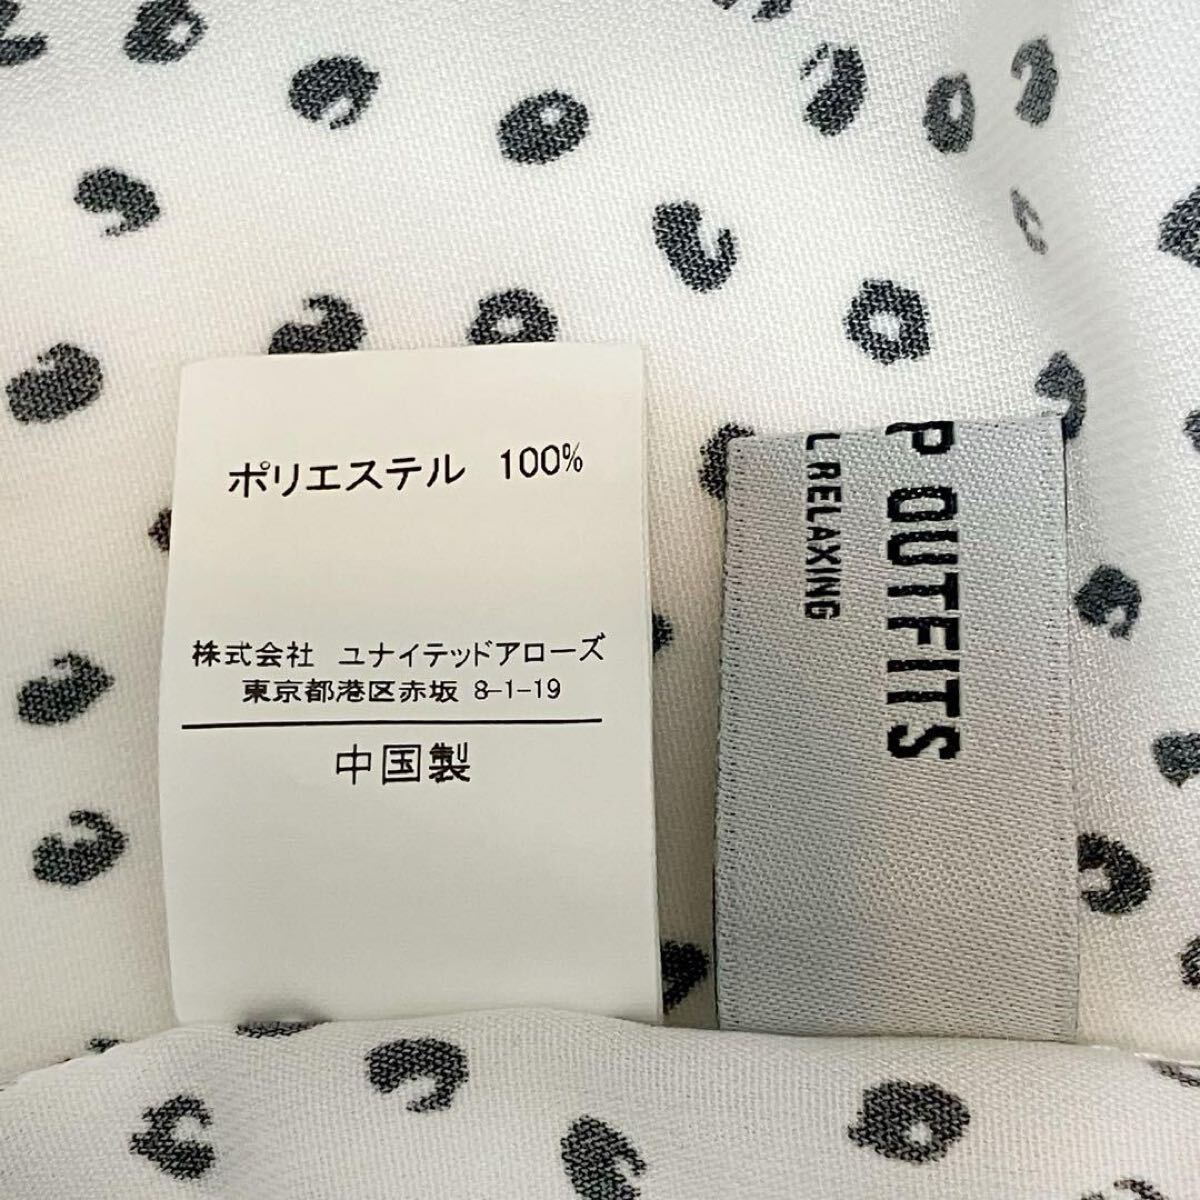 ポリエステル 100%
株式会社 ユナイテッドアローズ
東京都港区赤坂 8-1-19
中国製
P OUTFITS
L RELAXING